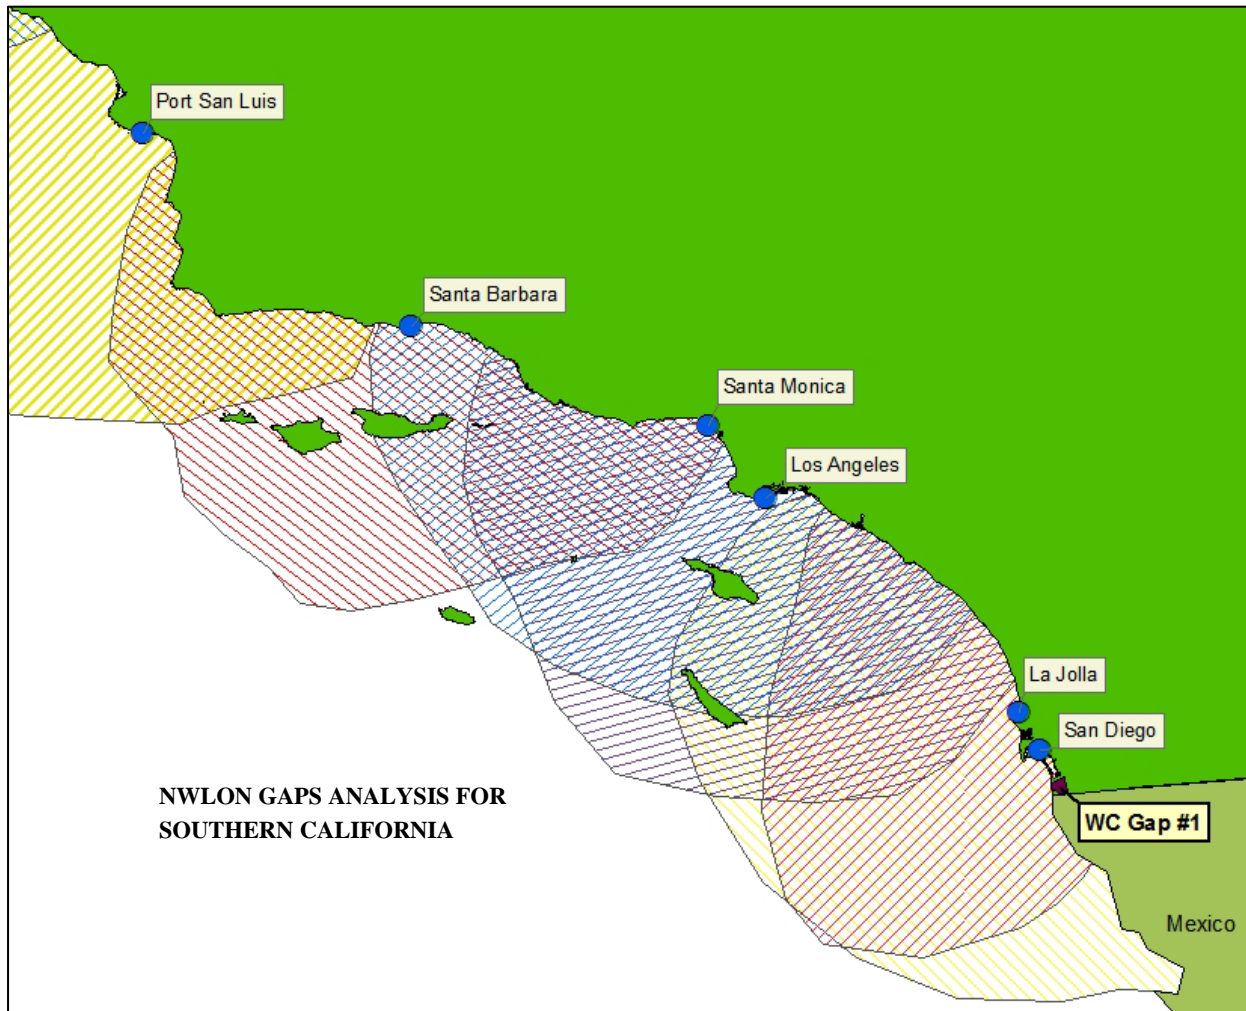 Port San Luis
Santa Barbara
Santa Monica
Los Angeles
La Jolla
San Diego
NWLON GAPS ANALYSIS FOR
SOUTHERN CALIFORNIA
WC Gap #1
Mexico